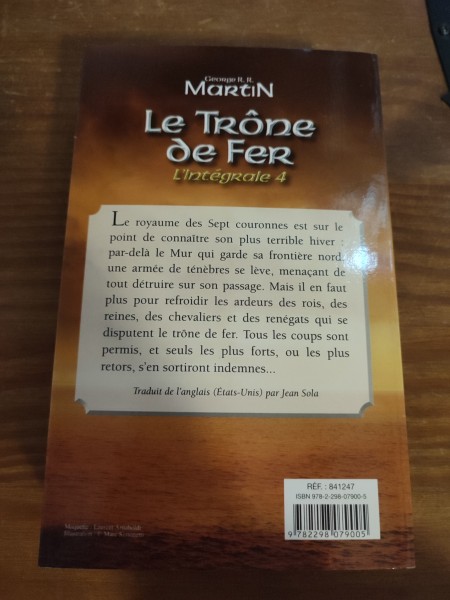 George R. R.
Martin
Le Trône
de Fer
L'Intégrale 4
Le royaume des Sept couronnes est sur le
point de connaître son plus terrible hiver :
par-delà le Mur qui garde sa frontière nord,
une armée de ténèbres se lève, menaçant de
tout détruire sur son passage. Mais il en faut
plus pour refroidir les ardeurs des rois, des
reines, des chevaliers et des renégats qui se
disputent le trône de fer. Tous les coups sont
permis, et seuls les plus forts, ou les plus
retors, s'en sortiront indemnes...
Traduit de l'anglais (États-Unis) par Jean Sola
RÉF. : 841247
ISBN 978-2-298-07900-5
9 782298 079005